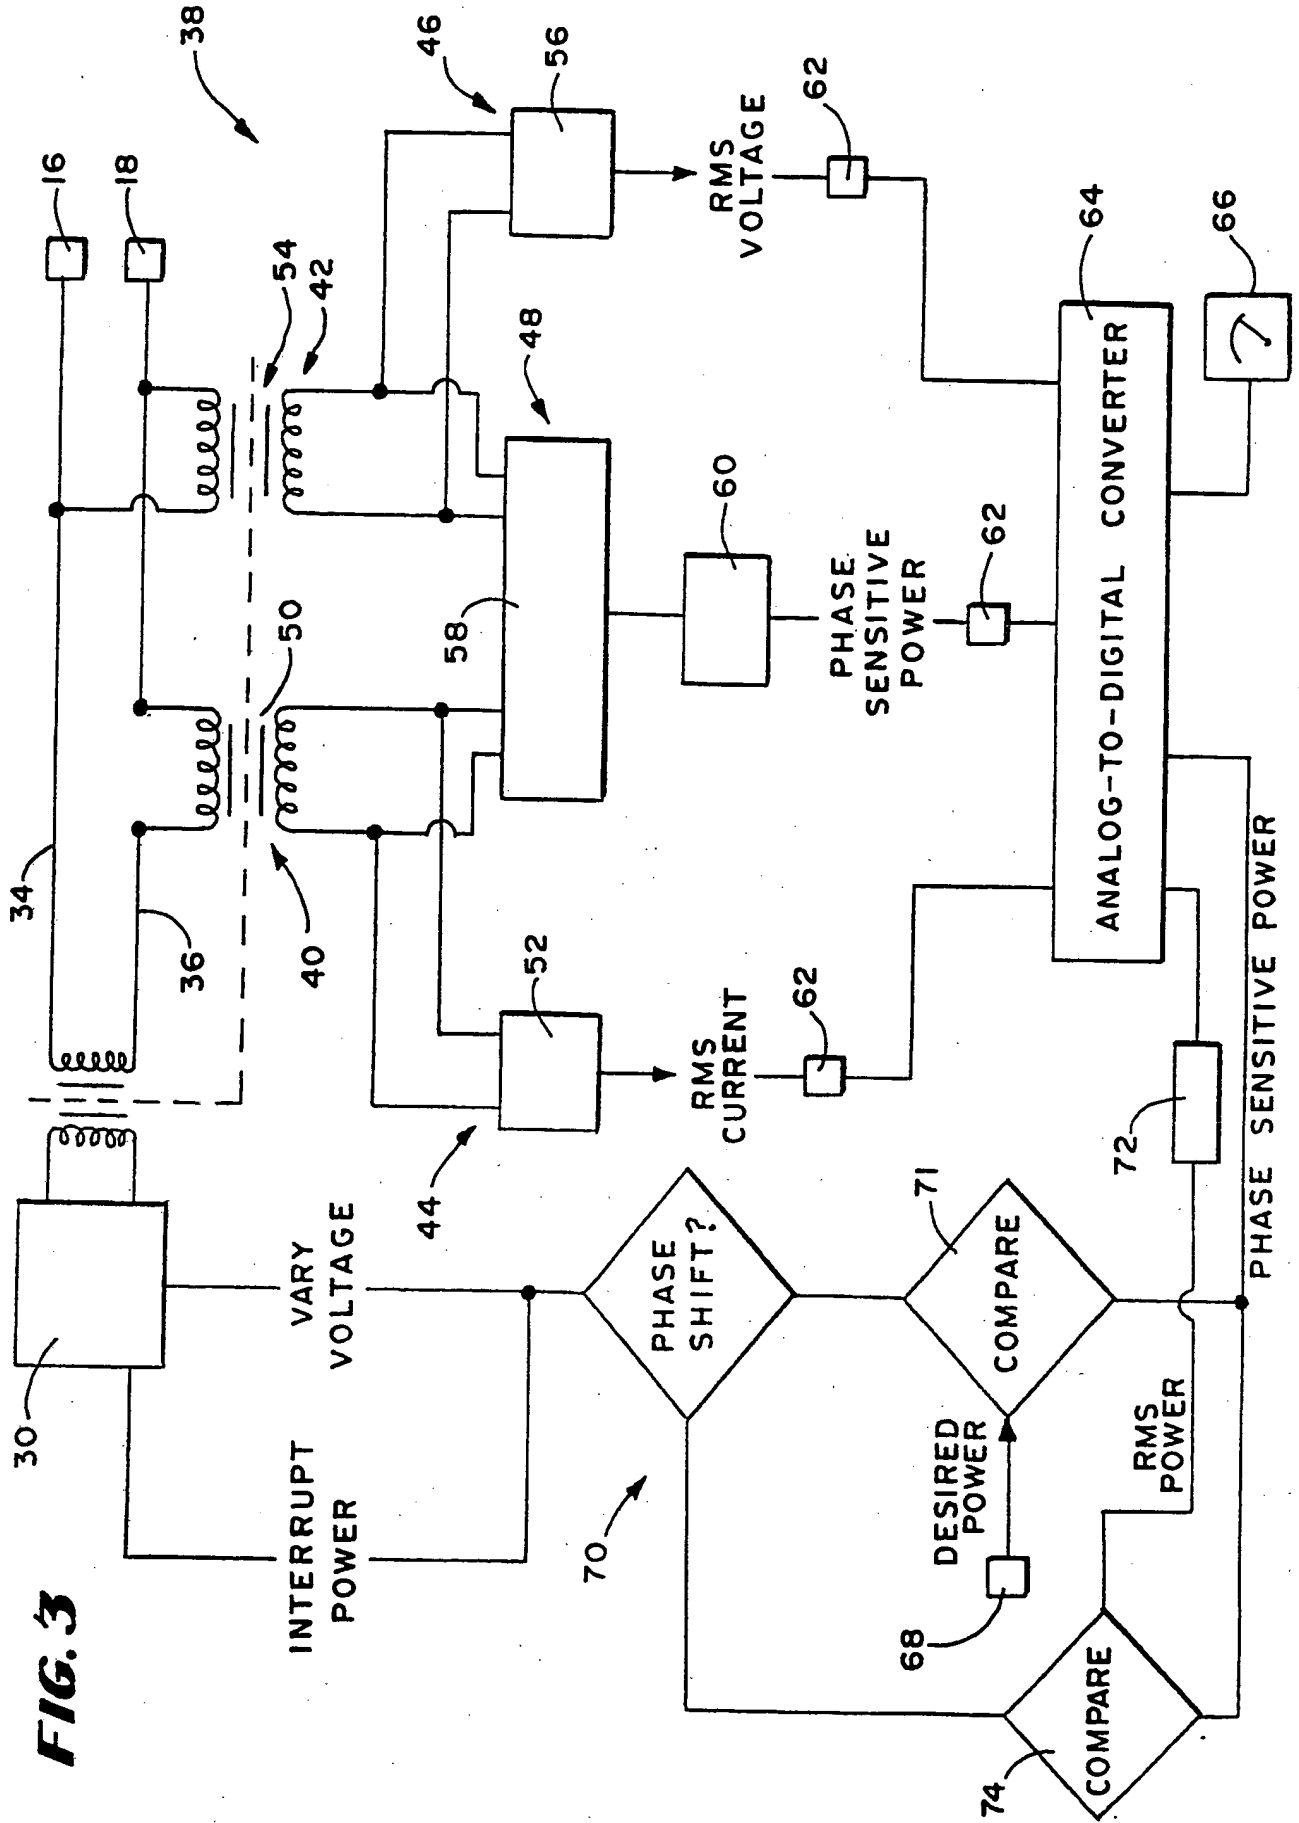 FIG. 3
30
34
36
16
18
38
54
42
50
40
46
56
48
58
52
44
60
62
62
62
64
66
RMS
VOLTAGE
PHASE
SENSITIVE
POWER
RMS
CURRENT
ANALOG-TO-DIGITAL CONVERTER
VARY
VOLTAGE
INTERRUPT
POWER
PHASE
SHIFT?
70
71
COMPARE
DESIRED
POWER
68
72
RMS
POWER
74
COMPARE
PHASE SENSITIVE POWER